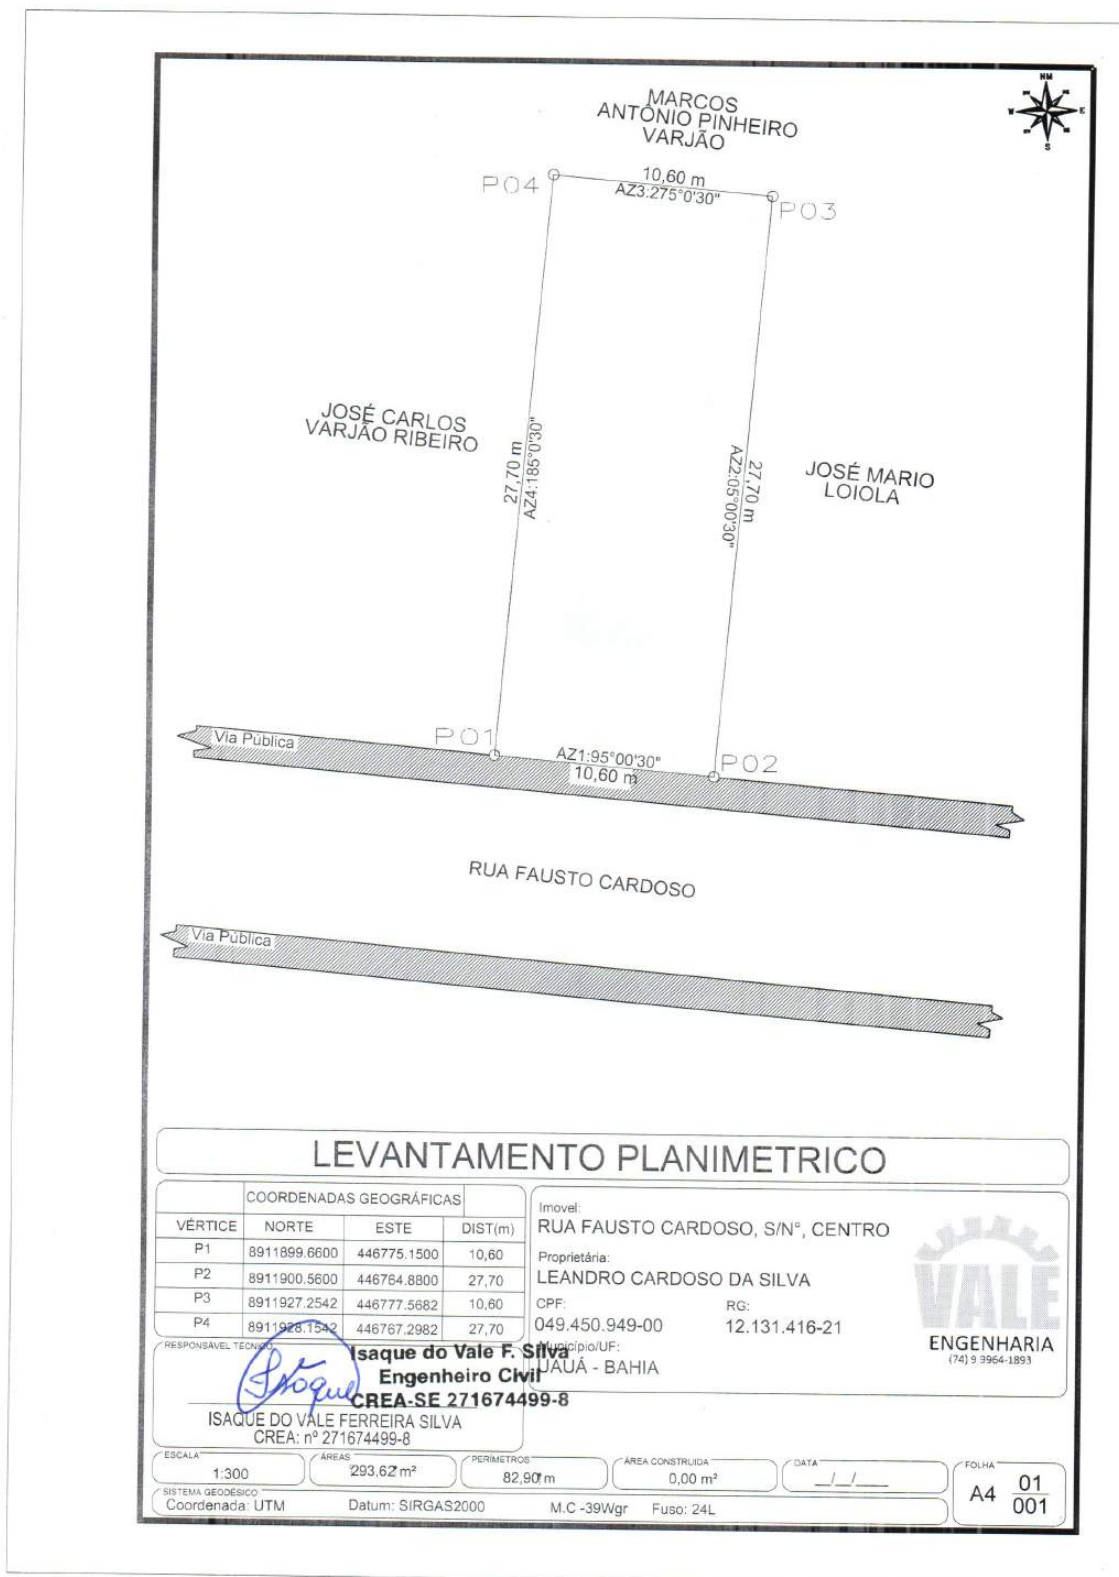 NM
W E
S
MARCOS
ANTÔNIO PINHEIRO
VARJÃO
10,60 m
AZ3:275°0'30"
P04
P03
JOSÉ CARLOS
VARJÃO RIBEIRO
27,70 m
AZ4:185°0'30"
27,70 m
AZ2:05°00'30"
JOSÉ MARIO
LOIOLA
Via Pública
P01
AZ1:95°00'30"
10,60 m
P02
RUA FAUSTO CARDOSO
Via Pública
LEVANTAMENTO PLANIMETRICO
COORDENADAS GEOGRÁFICAS
VÉRTICE NORTE ESTE DIST(m)
P1 8911899.6600 446775.1500 10,60
P2 8911900.5600 446764.8800 27,70
P3 8911927.2542 446777.5682 10,60
P4 8911928.1542 446767.2982 27,70
Imovel:
RUA FAUSTO CARDOSO, S/N°, CENTRO
Proprietária:
LEANDRO CARDOSO DA SILVA
CPF: RG:
049.450.949-00 12.131.416-21
Município/UF:
UAUÁ - BAHIA
VALE
ENGENHARIA
(74) 9 9964-1893
RESPONSÁVEL TÉCNICO
Isaque do Vale F. Silva
Engenheiro Civil
CREA-SE 271674499-8
Isaque
ISAQUE DO VALE FERREIRA SILVA
CREA: nº 271674499-8
ESCALA
1:300
ÁREAS
293,62 m²
PERÍMETROS
82,90 m
ÁREA CONSTRUIDA
0,00 m²
DATA
_/_/__
FOLHA
A4 01
001
SISTEMA GEODÉSICO
Coordenada: UTM Datum: SIRGAS2000 M.C -39Wgr Fuso: 24L